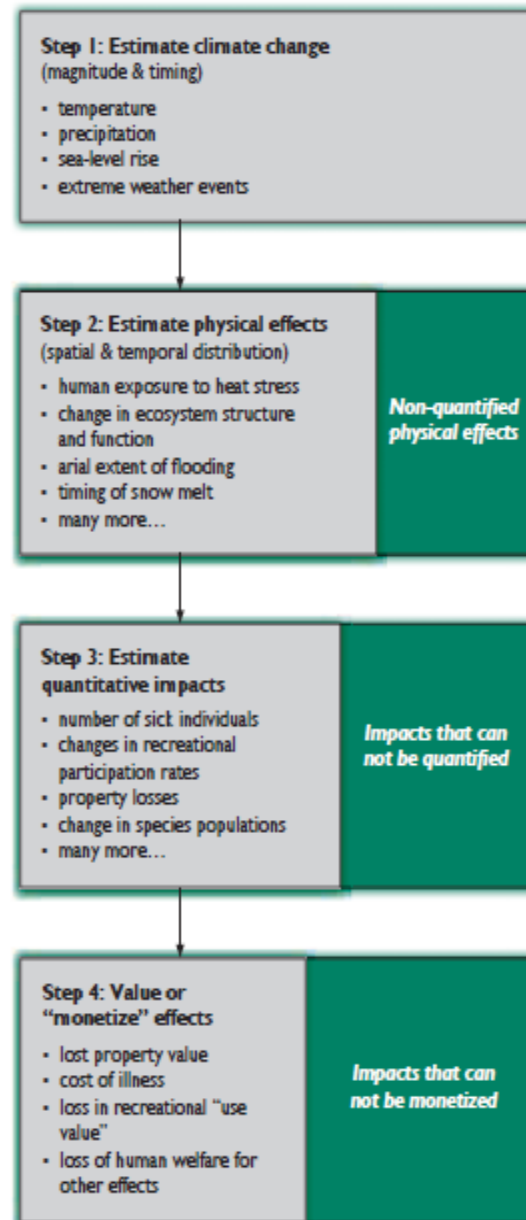 Step 1: Estimate climate change
(magnitude & timing)
• temperature
• precipitation
• sea-level rise
• extreme weather events
Step 2: Estimate physical effects
(spatial & temporal distribution)
• human exposure to heat stress
• change in ecosystem structure
and function
• arial extent of flooding
• timing of snow melt
• many more...
Non-quantified
physical effects
Step 3: Estimate
quantitative impacts
• number of sick individuals
• changes in recreational
participation rates
• property losses
• change in species populations
• many more...
Impacts that can
not be quantified
Step 4: Value or
“monetize” effects
• lost property value
• cost of illness
• loss in recreational “use
value”
• loss of human welfare for
other effects
Impacts that can
not be monetized